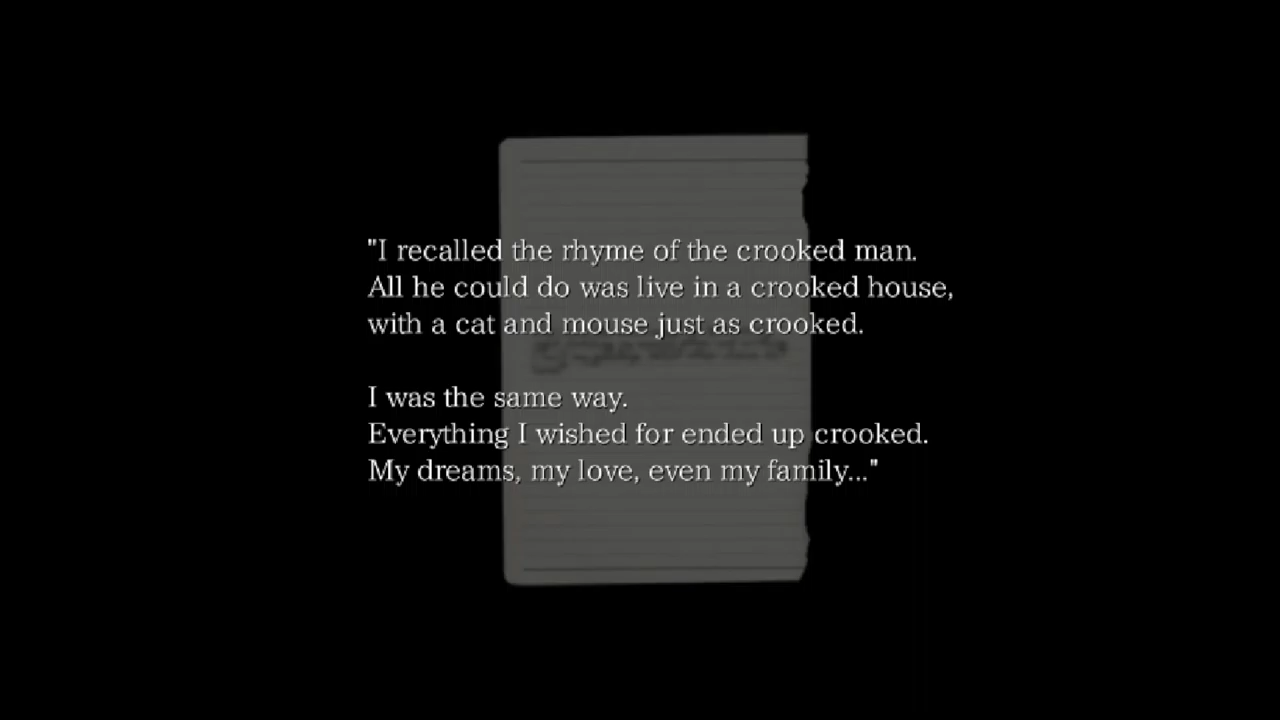 "I recalled the rhyme of the crooked man.
All he could do was live in a crooked house,
with a cat and mouse just as crooked.
I was the same way.
Everything I wished for ended up crooked.
My dreams, my love, even my family..."